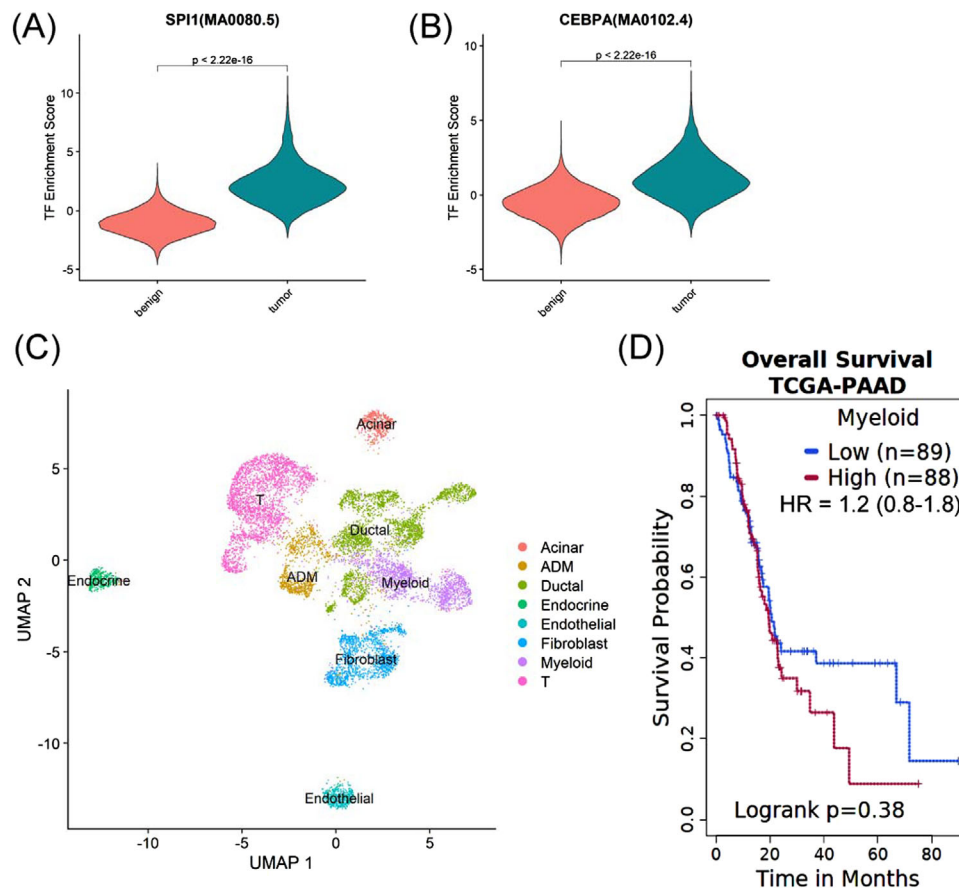 (A)
SPI1(MA0080.5)
p < 2.22e-16
TF Enrichment Score
10
5
0
-5
benign
tumor
(B)
CEBPA(MA0102.4)
p < 2.22e-16
TF Enrichment Score
10
5
0
-5
benign
tumor
(C)
UMAP 2
5
0
-5
-10
Acinar
T
Ductal
Endocrine
ADM
Myeloid
Fibroblast
Endothelial
-10
-5
0
5
UMAP 1
Acinar
ADM
Ductal
Endocrine
Endothelial
Fibroblast
Myeloid
T
(D)
Overall Survival
TCGA-PAAD
Myeloid
Low (n=89)
High (n=88)
HR = 1.2 (0.8-1.8)
Survival Probability
1.0
0.8
0.6
0.4
0.2
0.0
Logrank p=0.38
0
20
40
60
80
Time in Months